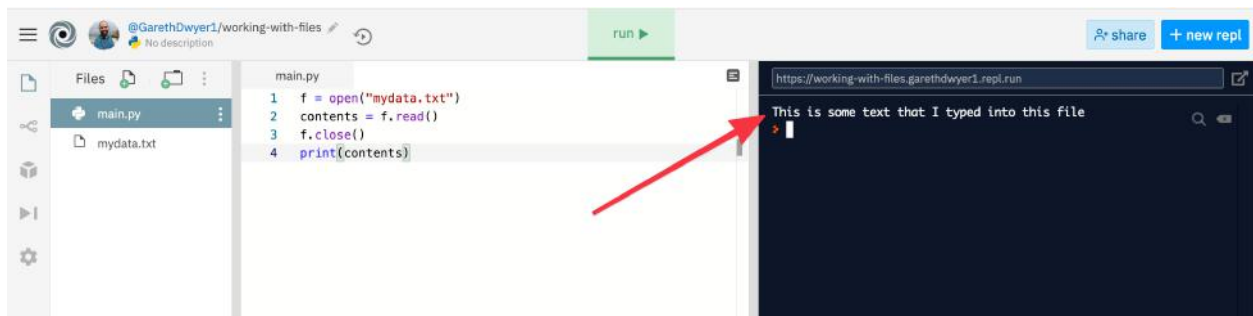 @GarethDwyer1/working-with-files
No description
run
share
+ new repl
Files
main.py
mydata.txt
main.py
1 f = open("mydata.txt")
2 contents = f.read()
3 f.close()
4 print(contents)
https://working-with-files.garethdwyer1.repl.run
This is some text that I typed into this file
>